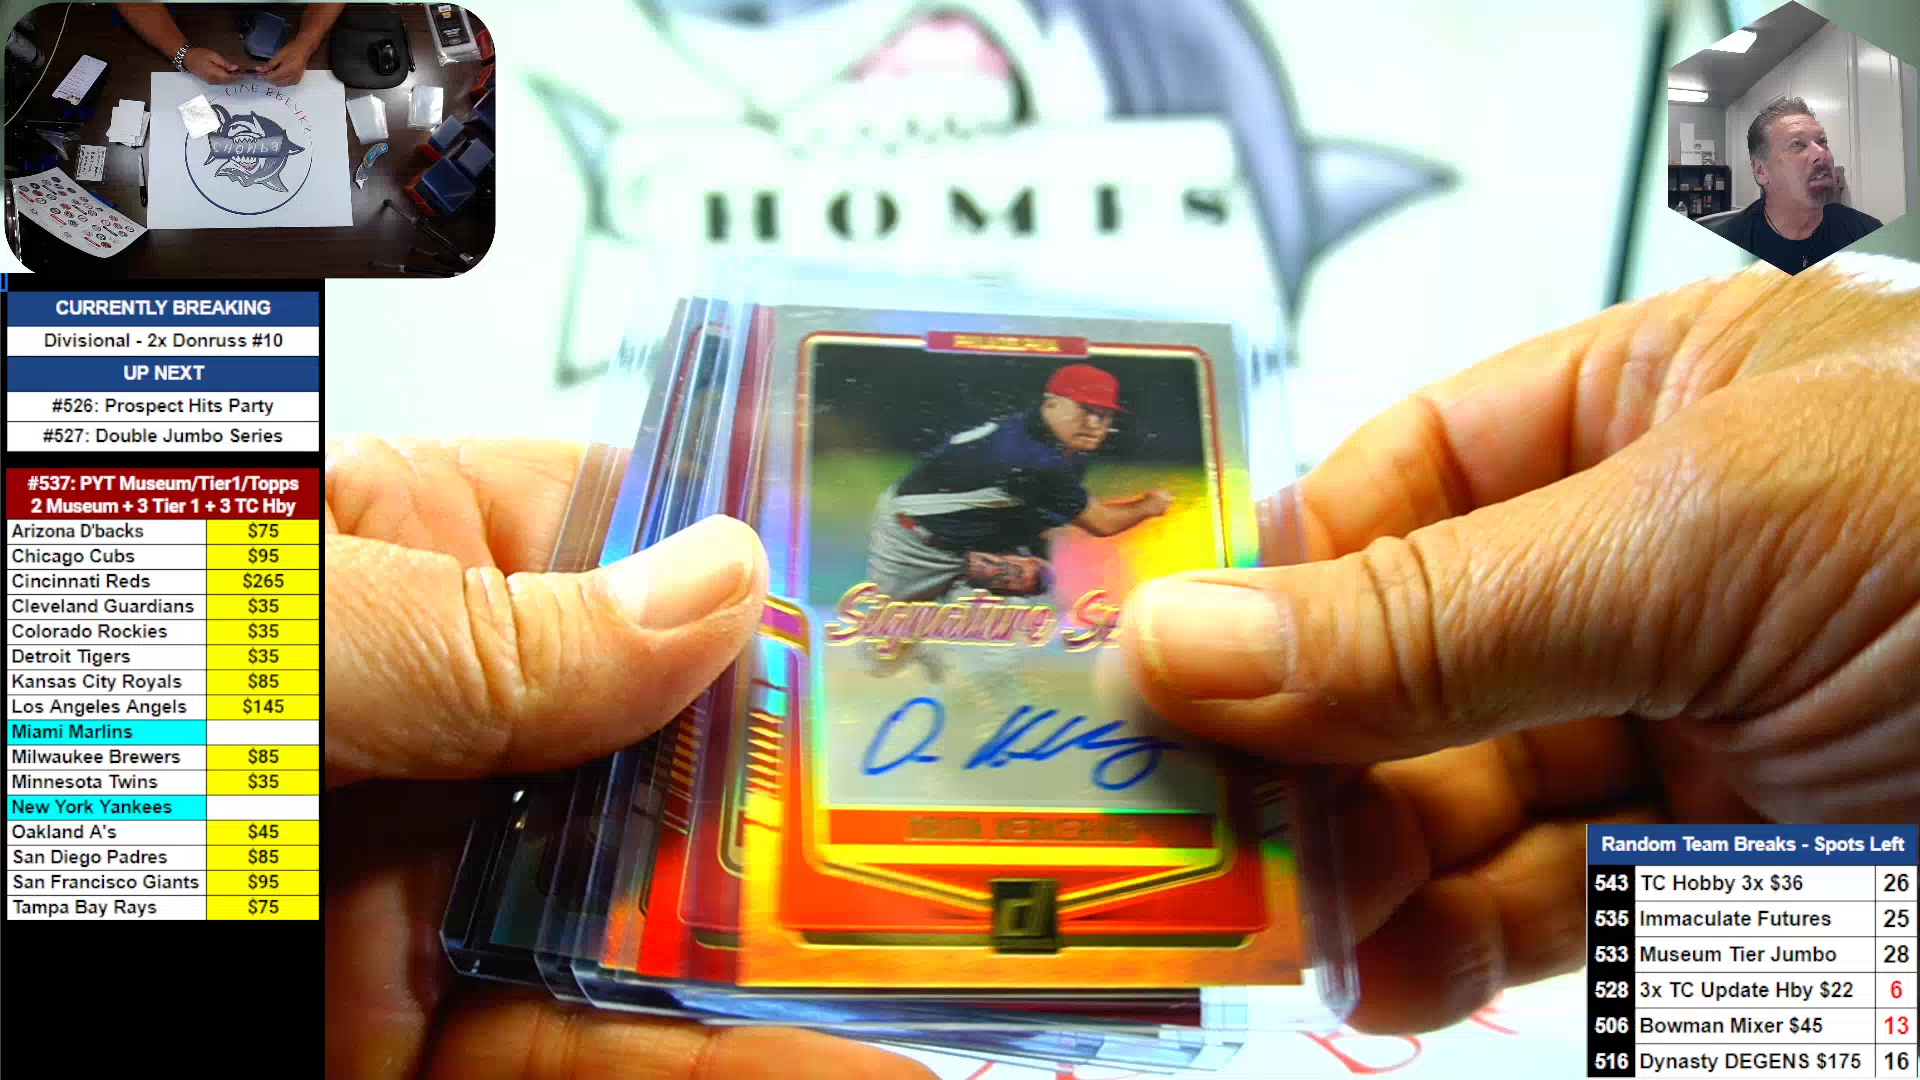 CHOMPS
CURRENTLY BREAKING
Divisional - 2x Donruss #10
UP NEXT
#526: Prospect Hits Party
#527: Double Jumbo Series
#537: PYT Museum/Tier1/Topps
2 Museum + 3 Tier 1 + 3 TC Hby
Arizona D'backs $75
Chicago Cubs $95
Cincinnati Reds $265
Cleveland Guardians $35
Colorado Rockies $35
Detroit Tigers $35
Kansas City Royals $85
Los Angeles Angels $145
Miami Marlins
Milwaukee Brewers $85
Minnesota Twins $35
New York Yankees
Oakland A's $45
San Diego Padres $85
San Francisco Giants $95
Tampa Bay Rays $75
PHILADELPHIA
Signature
Random Team Breaks - Spots Left
543 TC Hobby 3x $36 26
535 Immaculate Futures 25
533 Museum Tier Jumbo 28
528 3x TC Update Hby $22 6
506 Bowman Mixer $45 13
516 Dynasty DEGENS $175 16